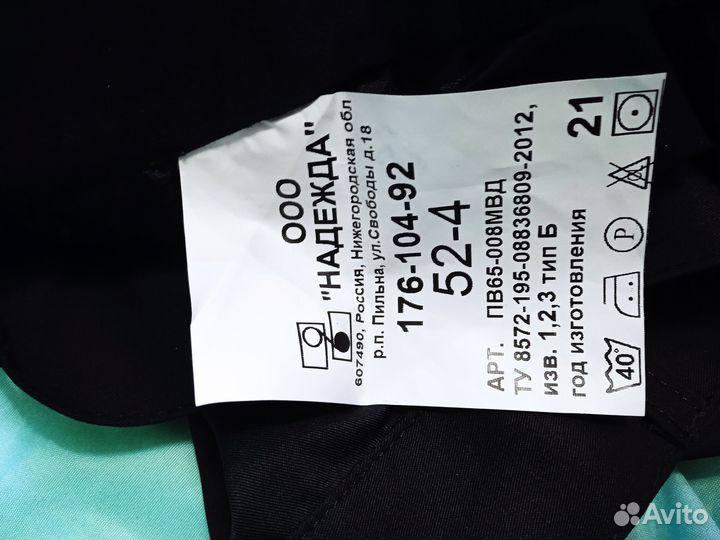 ООО
"НАДЕЖДА"
607490, Россия, Нижегородская обл
р.п. Пильна, ул.Свободы д.18
176-104-92
52-4
АРТ. ПВ65-008МВД
ТУ 8572-195-08836809-2012,
изв. 1,2,3 тип Б
год изготовления 21
40°
P
Avito